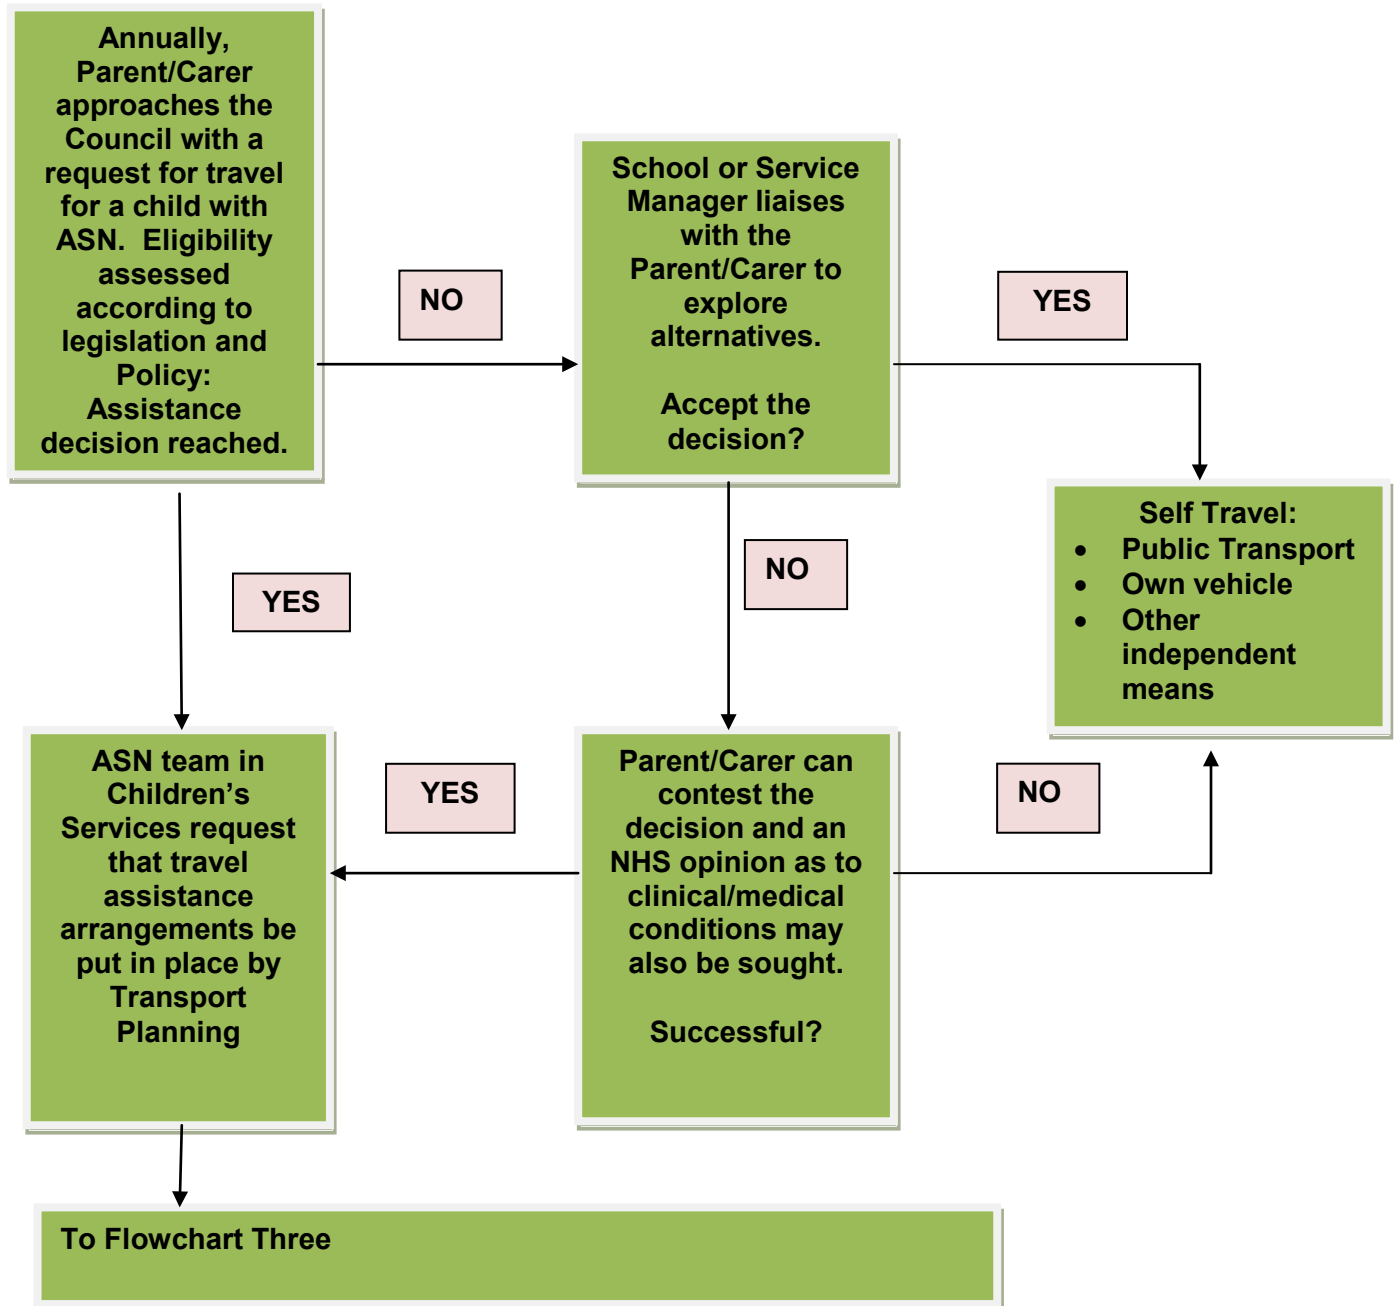 Annually,
Parent/Carer
approaches the
Council with a
request for travel
for a child with
ASN.  Eligibility
assessed
according to
legislation and
Policy:
Assistance
decision reached.
NO
School or Service
Manager liaises
with the
Parent/Carer to
explore
alternatives.
Accept the
decision?
YES
Self Travel:
• Public Transport
• Own vehicle
• Other
independent
means
YES
NO
ASN team in
Children’s
Services request
that travel
assistance
arrangements be
put in place by
Transport
Planning
YES
Parent/Carer can
contest the
decision and an
NHS opinion as to
clinical/medical
conditions may
also be sought.
Successful?
NO
To Flowchart Three